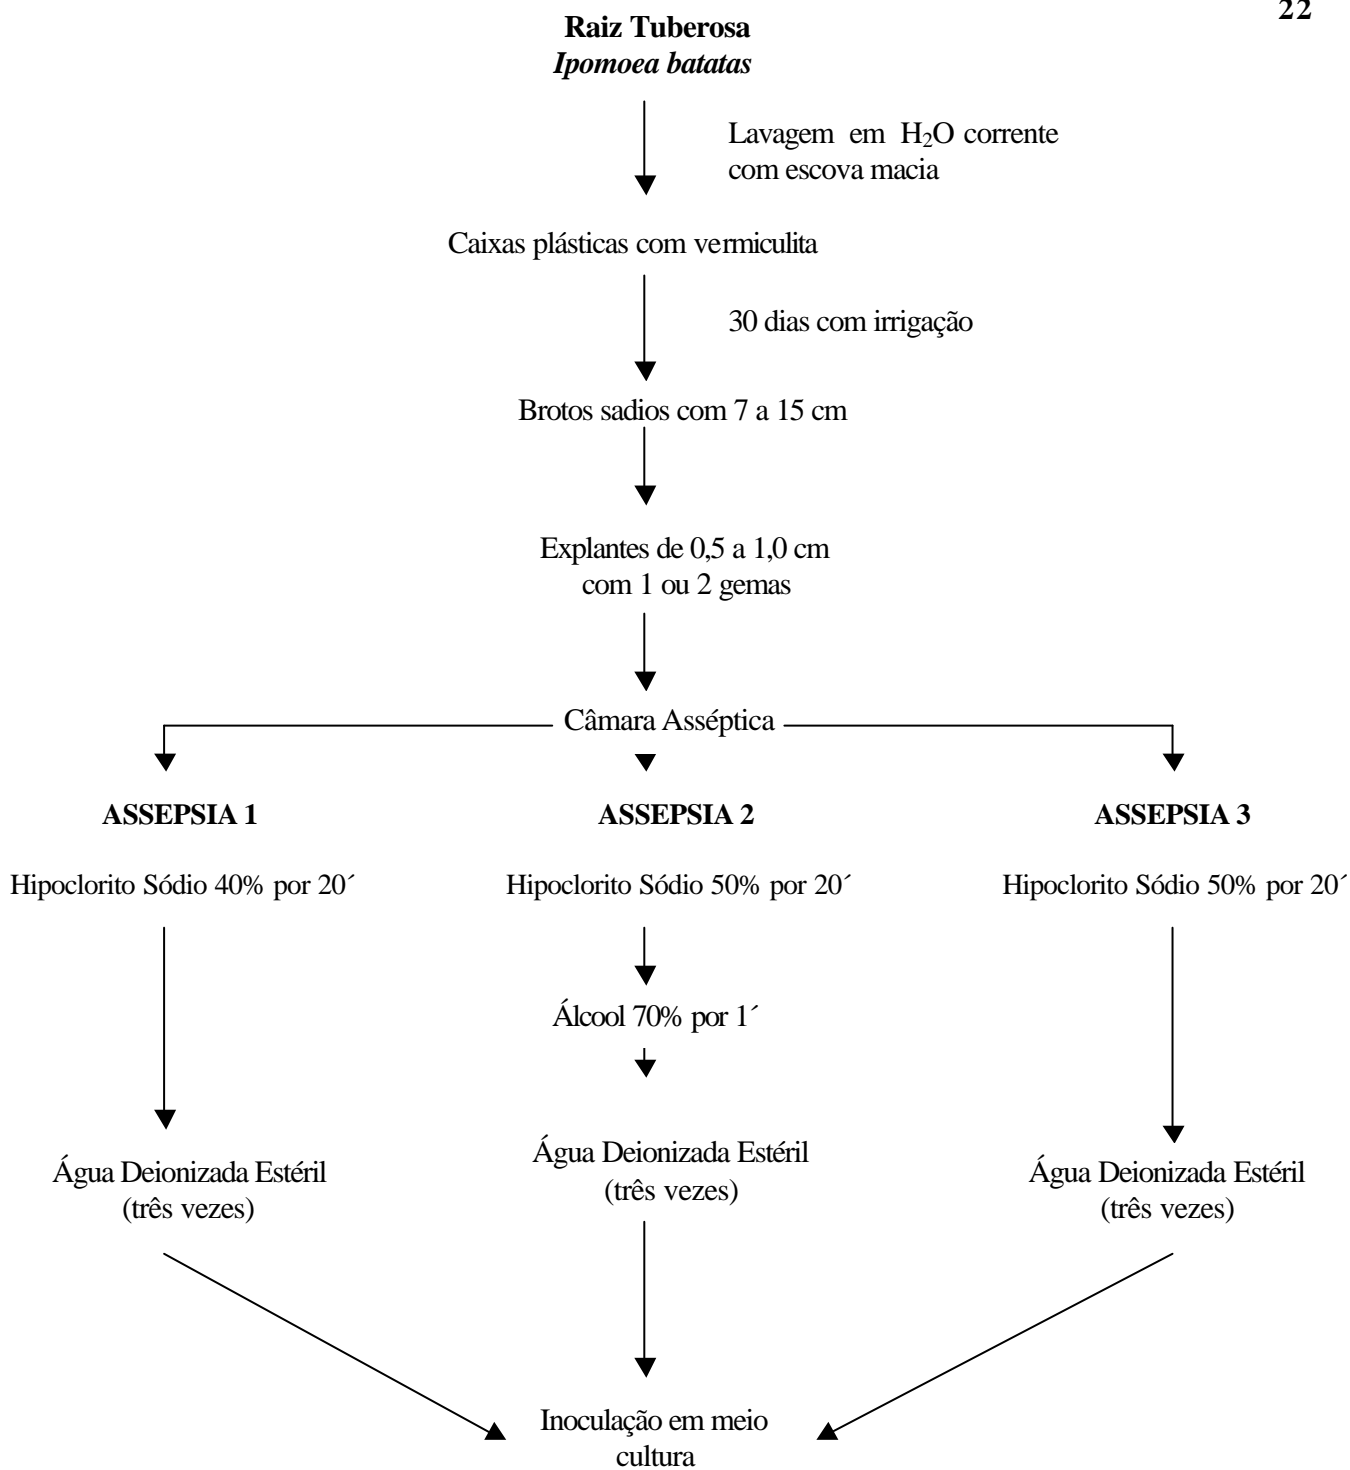 22
Raiz Tuberosa
Ipomoea batatas
Lavagem em H₂O corrente
com escova macia
Caixas plásticas com vermiculita
30 dias com irrigação
Brotos sadios com 7 a 15 cm
Explantes de 0,5 a 1,0 cm
com 1 ou 2 gemas
Câmara Asséptica
ASSEPSIA 1
ASSEPSIA 2
ASSEPSIA 3
Hipoclorito Sódio 40% por 20´
Hipoclorito Sódio 50% por 20´
Hipoclorito Sódio 50% por 20´
Álcool 70% por 1´
Água Deionizada Estéril
(três vezes)
Água Deionizada Estéril
(três vezes)
Água Deionizada Estéril
(três vezes)
Inoculação em meio
cultura